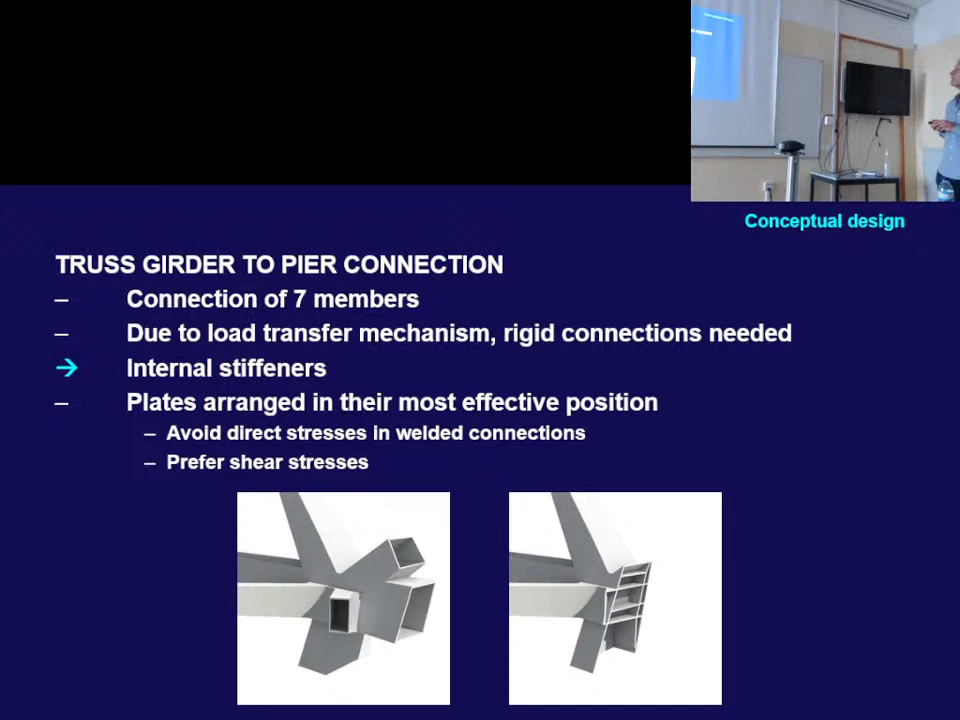 Conceptual design
TRUSS GIRDER TO PIER CONNECTION
– Connection of 7 members
– Due to load transfer mechanism, rigid connections needed
→ Internal stiffeners
– Plates arranged in their most effective position
– Avoid direct stresses in welded connections
– Prefer shear stresses